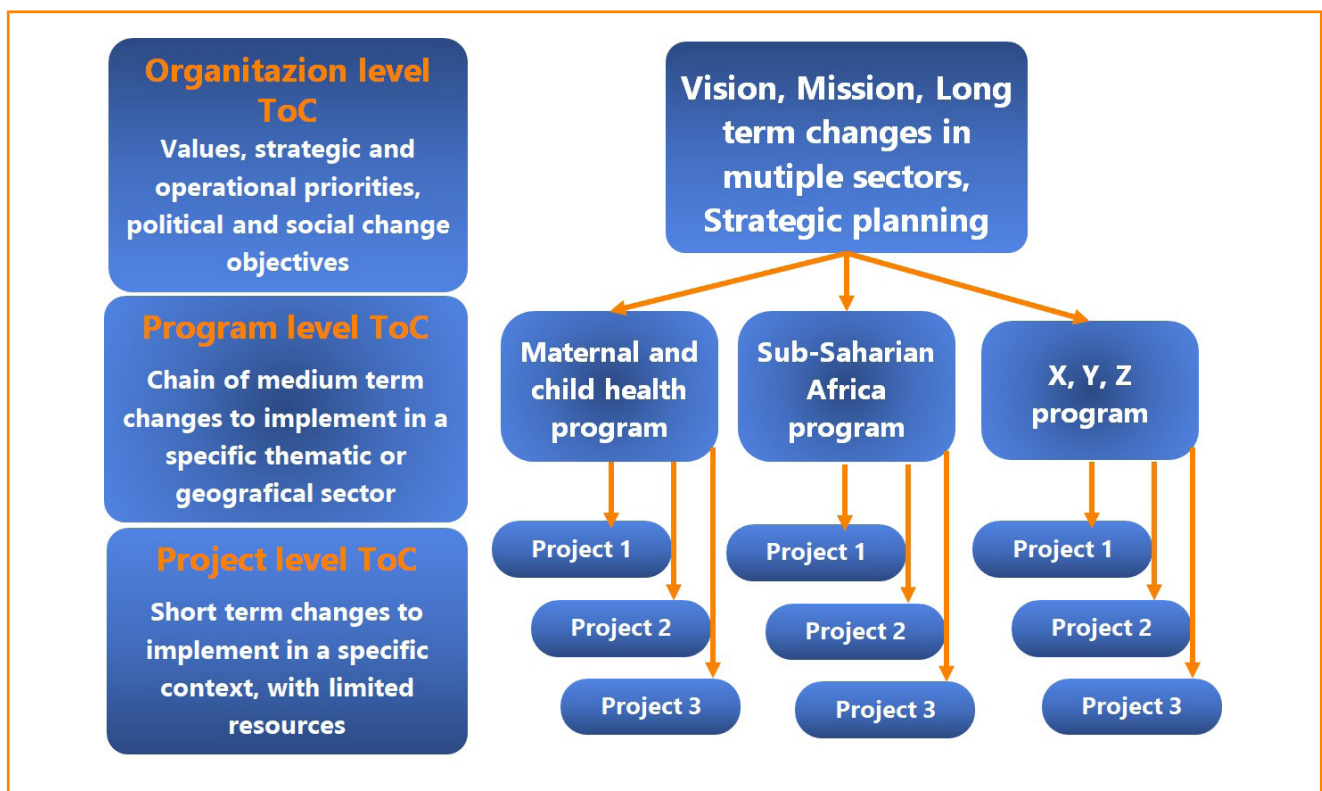 Organitazion level
ToC
Values, strategic and
operational priorities,
political and social change
objectives
Program level ToC
Chain of medium term
changes to implement in a
specific thematic or
geografical sector
Project level ToC
Short term changes to
implement in a specific
context, with limited
resources
Vision, Mission, Long
term changes in
mutiple sectors,
Strategic planning
Maternal and
child health
program
Sub-Saharian
Africa
program
X, Y, Z
program
Project 1
Project 2
Project 3
Project 1
Project 2
Project 3
Project 1
Project 2
Project 3